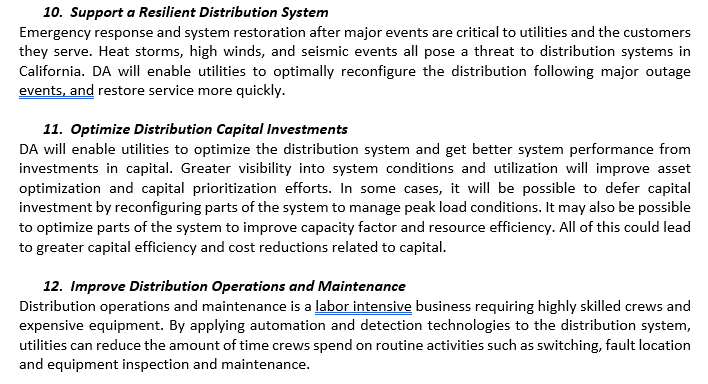 10. Support a Resilient Distribution System
Emergency response and system restoration after major events are critical to utilities and the customers
they serve. Heat storms, high winds, and seismic events all pose a threat to distribution systems in
California. DA will enable utilities to optimally reconfigure the distribution following major outage
events, and restore service more quickly.
11. Optimize Distribution Capital Investments
DA will enable utilities to optimize the distribution system and get better system performance from
investments in capital. Greater visibility into system conditions and utilization will improve asset
optimization and capital prioritization efforts. In some cases, it will be possible to defer capital
investment by reconfiguring parts of the system to manage peak load conditions. It may also be possible
to optimize parts of the system to improve capacity factor and resource efficiency. All of this could lead
to greater capital efficiency and cost reductions related to capital.
12. Improve Distribution Operations and Maintenance
Distribution operations and maintenance is a labor intensive business requiring highly skilled crews and
expensive equipment. By applying automation and detection technologies to the distribution system,
utilities can reduce the amount of time crews spend on routine activities such as switching, fault location
and equipment inspection and maintenance.